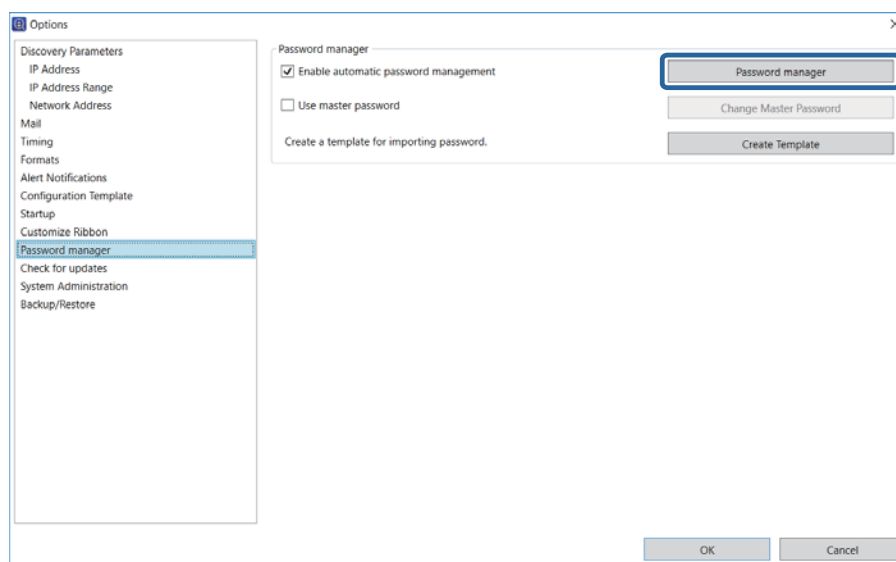 Options
Discovery Parameters
IP Address
IP Address Range
Network Address
Mail
Timing
Formats
Alert Notifications
Configuration Template
Startup
Customize Ribbon
Password manager
Check for updates
System Administration
Backup/Restore
Password manager
Enable automatic password management
Password manager
Use master password
Change Master Password
Create a template for importing password.
Create Template
OK
Cancel